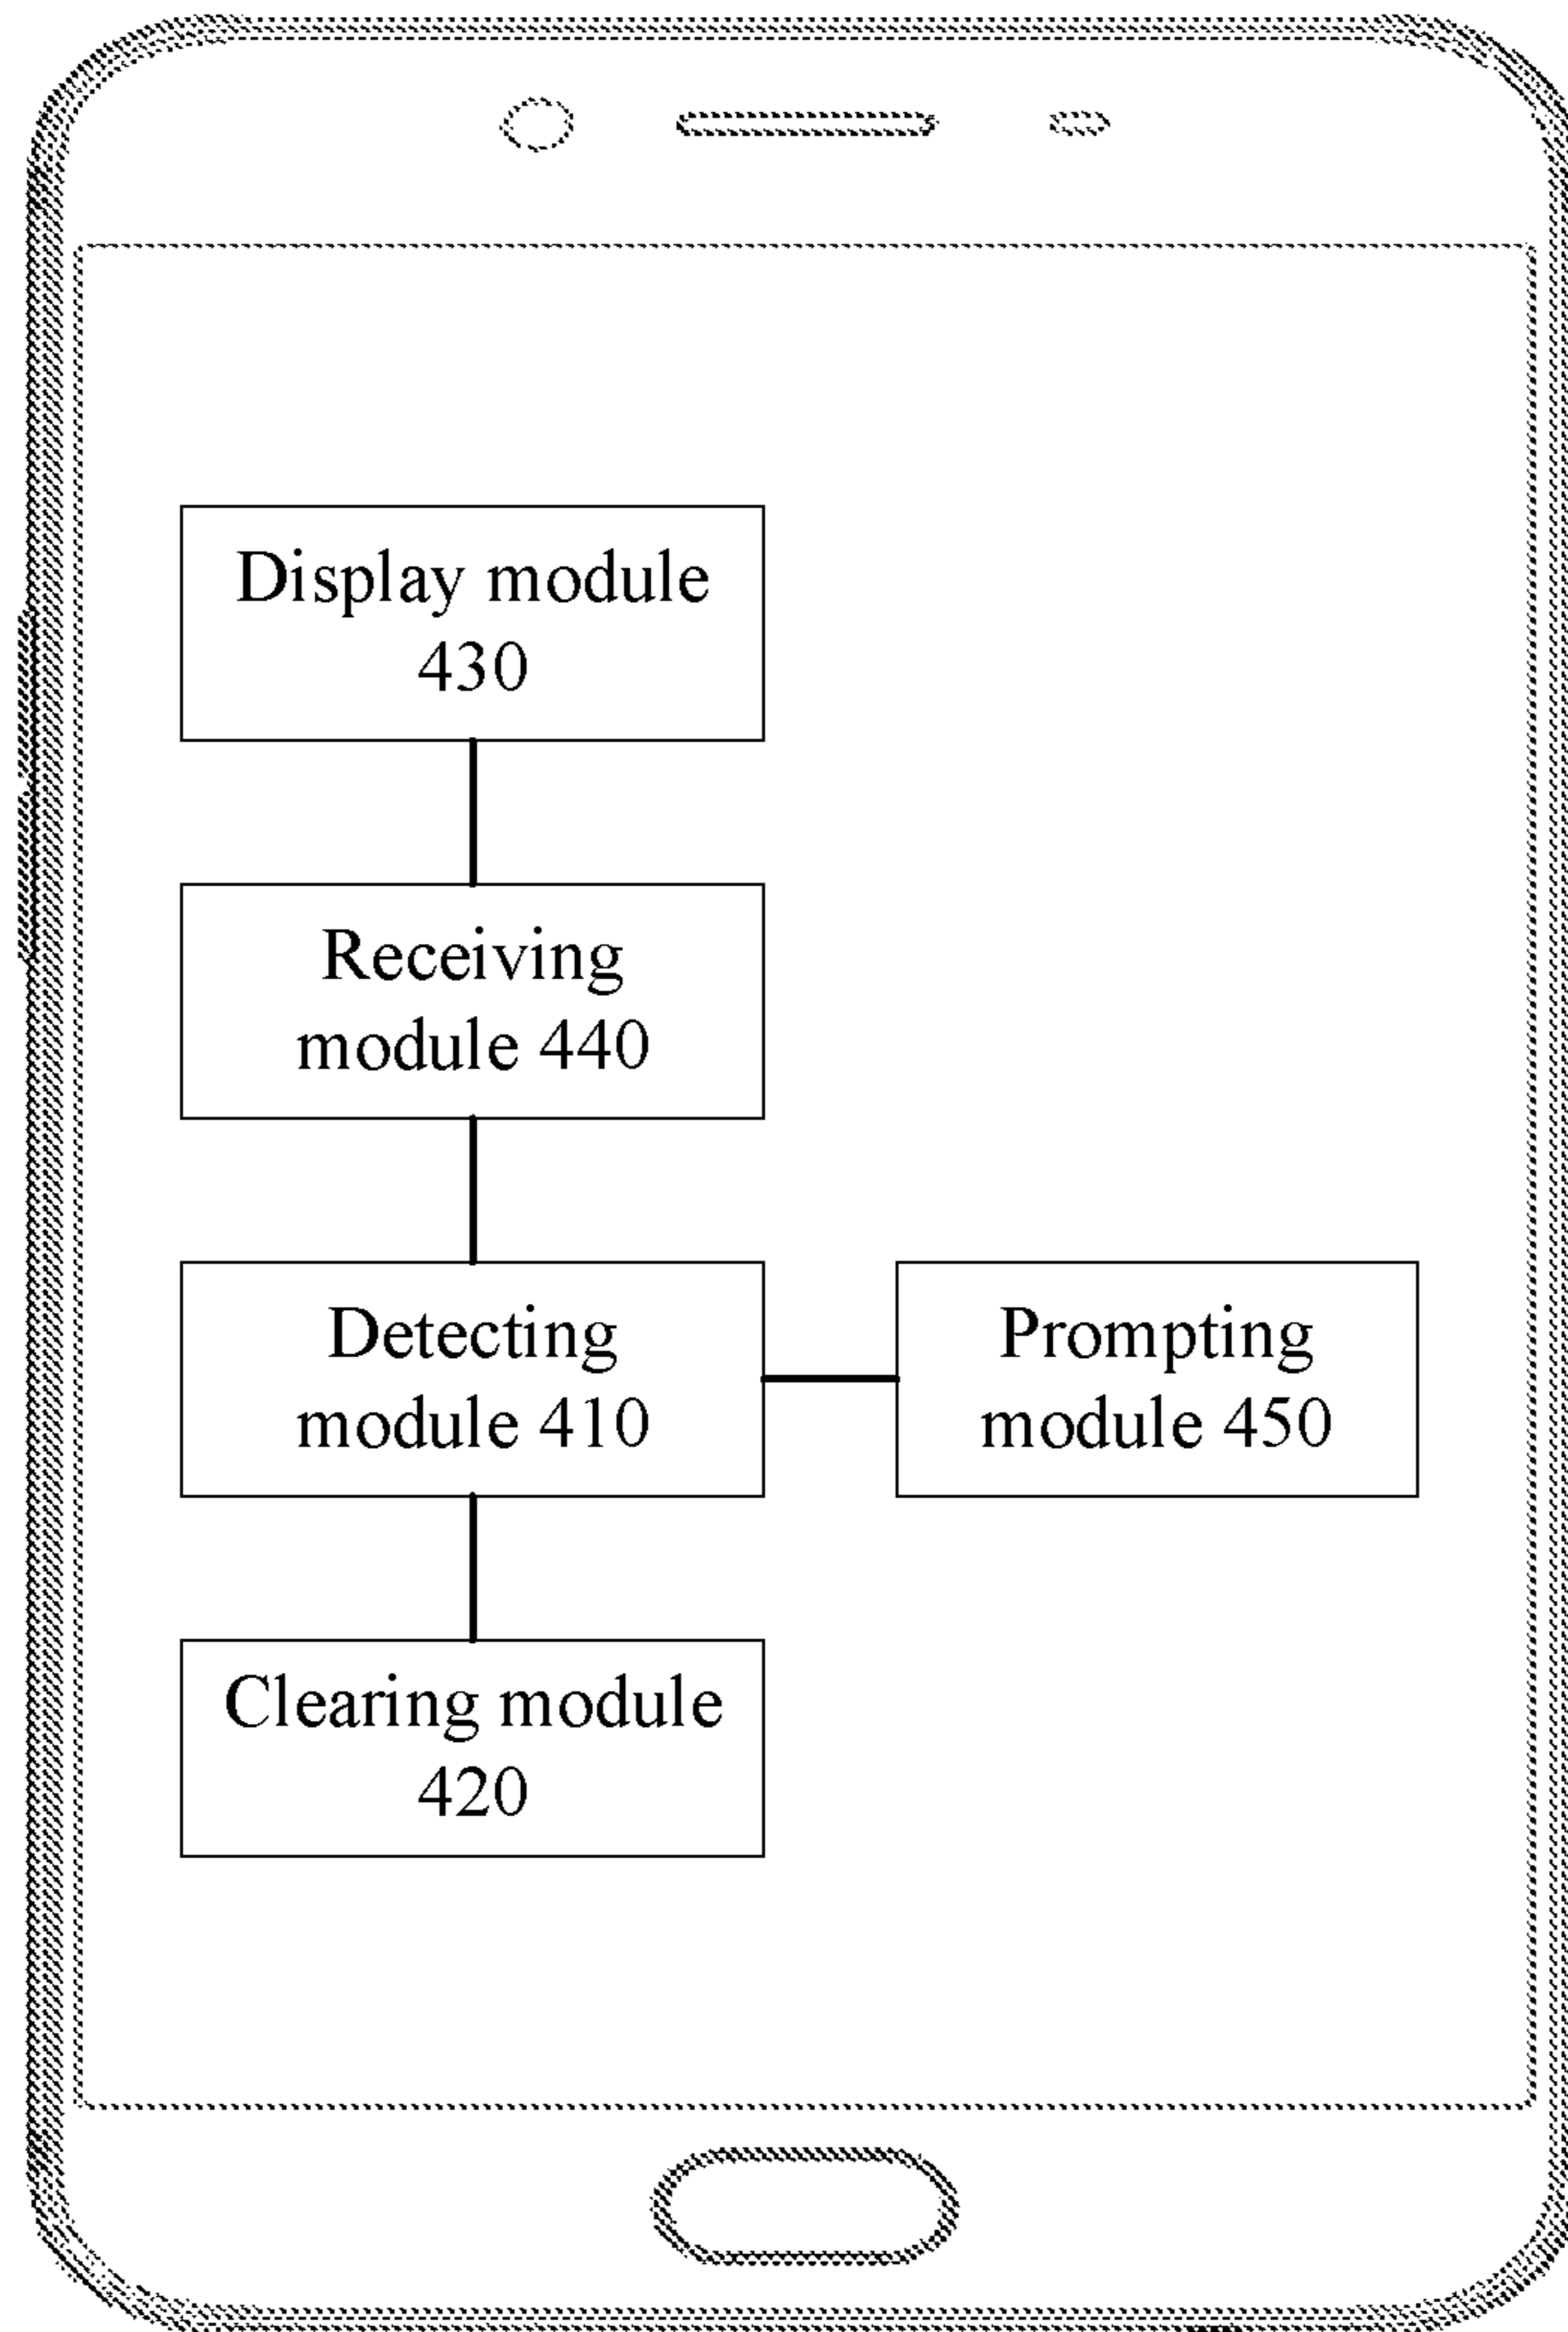 Display module
430
Receiving
module 440
Detecting
module 410
Prompting
module 450
Clearing module
420